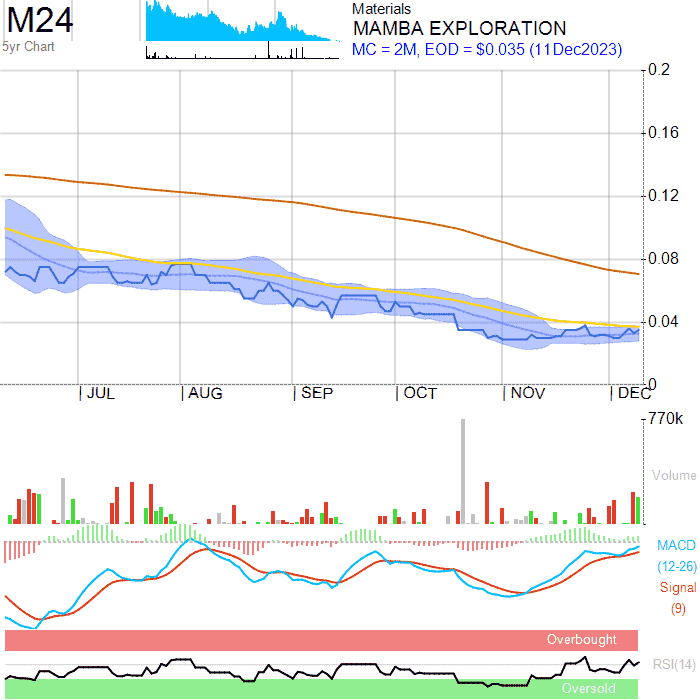 M24
5yr Chart
Materials
MAMBA EXPLORATION
MC = 2M, EOD = $0.035 (11Dec2023)
0.2
0.16
0.12
0.08
0.04
0
JUL AUG SEP OCT NOV DEC
770k
Volume
MACD
(12-26)
Signal
(9)
Overbought
RSI(14)
Oversold